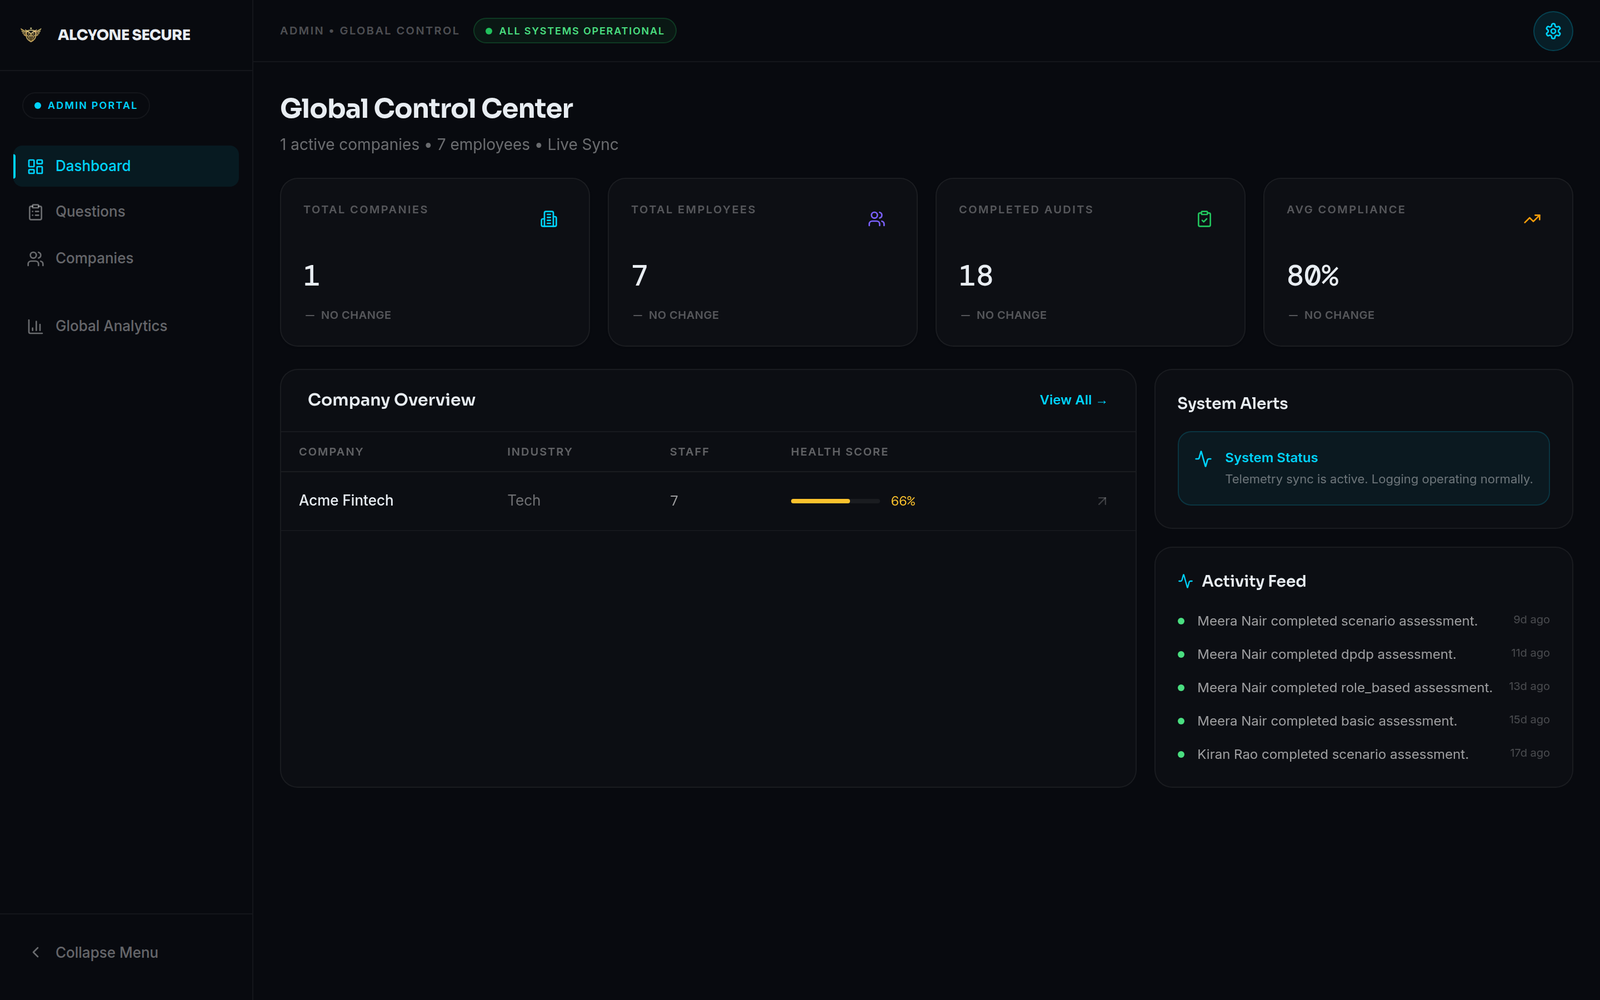 ALCYONE SECURE
ADMIN PORTAL
Dashboard
Questions
Companies
Global Analytics
Collapse Menu
ADMIN • GLOBAL CONTROL
ALL SYSTEMS OPERATIONAL
Global Control Center
1 active companies • 7 employees • Live Sync
TOTAL COMPANIES
1
— NO CHANGE
TOTAL EMPLOYEES
7
— NO CHANGE
COMPLETED AUDITS
18
— NO CHANGE
AVG COMPLIANCE
80%
— NO CHANGE
Company Overview
View All →
COMPANY INDUSTRY STAFF HEALTH SCORE
Acme Fintech Tech 7 66%
System Alerts
System Status
Telemetry sync is active. Logging operating normally.
Activity Feed
Meera Nair completed scenario assessment. 9d ago
Meera Nair completed dpdp assessment. 11d ago
Meera Nair completed role_based assessment. 13d ago
Meera Nair completed basic assessment. 15d ago
Kiran Rao completed scenario assessment. 17d ago